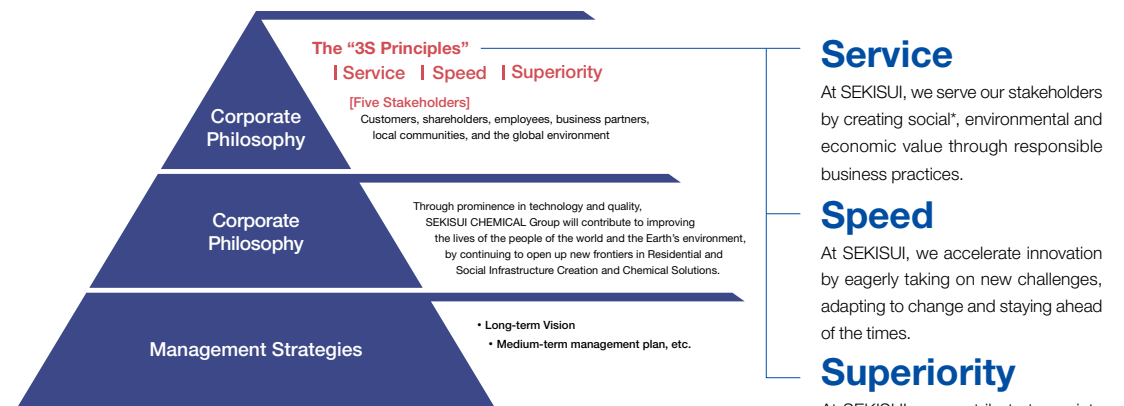 The “3S Principles”
Service Speed Superiority
[Five Stakeholders]
Customers, shareholders, employees, business partners,
local communities, and the global environment
Corporate
Philosophy
Corporate
Philosophy
Through prominence in technology and quality,
SEKISUI CHEMICAL Group will contribute to improving
the lives of the people of the world and the Earth’s environment,
by continuing to open up new frontiers in Residential and
Social Infrastructure Creation and Chemical Solutions.
Management Strategies
• Long-term Vision
• Medium-term management plan, etc.
Service
At SEKISUI, we serve our stakeholders
by creating social*, environmental and
economic value through responsible
business practices.
Speed
At SEKISUI, we accelerate innovation
by eagerly taking on new challenges,
adapting to change and staying ahead
of the times.
Superiority